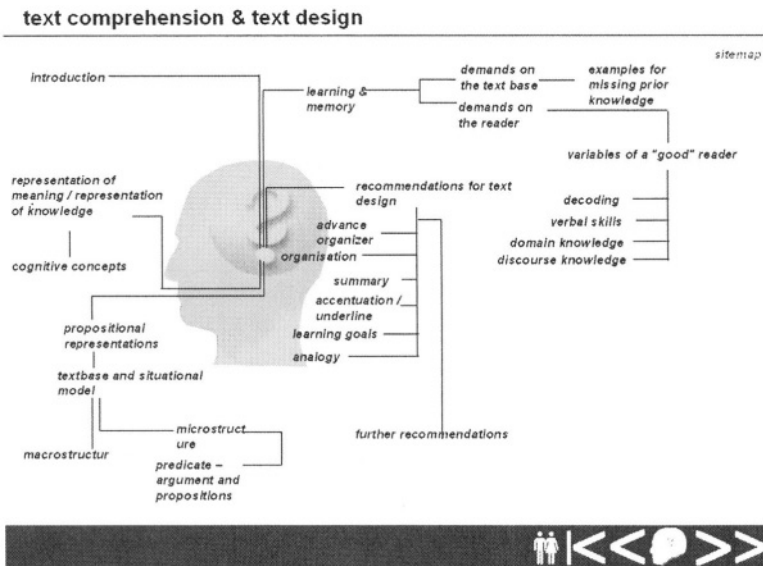 text comprehension & text design
sitemap
introduction
learning &
memory
demands on
the text base
examples for
missing prior
knowledge
demands on
the reader
variables of a "good" reader
decoding
verbal skills
domain knowledge
discourse knowledge
representation of
meaning / representation
of knowledge
cognitive concepts
recommendations for text
design
advance
organizer
organisation
summary
accentuation /
underline
learning goals
analogy
further recommendations
propositional
representations
textbase and situational
model
macrostructur
microstruct
ure
predicate –
argument and
propositions